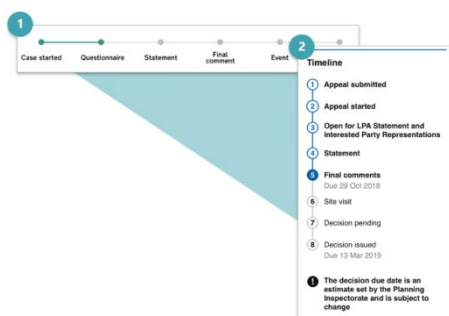 1
Case started
Questionnaire
Statement
Final
comment
Event
2
Timeline
1 Appeal submitted
2 Appeal started
3 Open for LPA Statement and
Interested Party Representations
4 Statement
5 Final comments
Due 29 Oct 2018
6 Site visit
7 Decision pending
8 Decision issued
Due 13 Mar 2019
! The decision due date is an
estimate set by the Planning
Inspectorate and is subject to
change